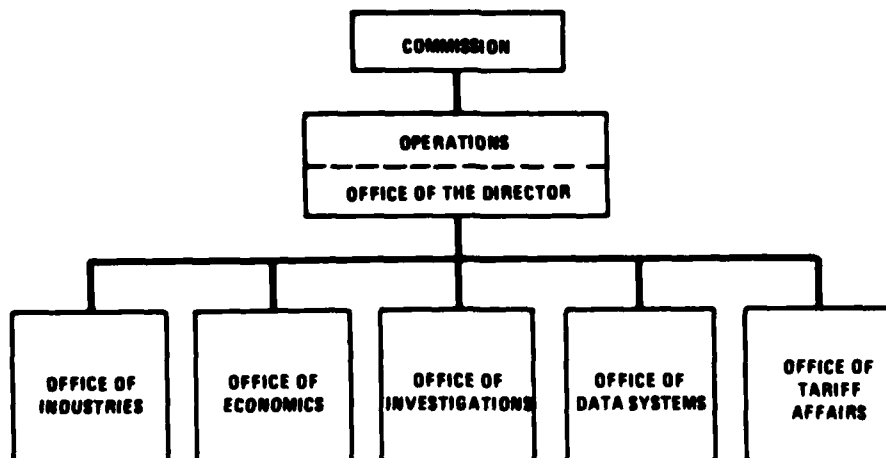 COMMISSION
OPERATIONS
OFFICE OF THE DIRECTOR
OFFICE OF
INDUSTRIES
OFFICE OF
ECONOMICS
OFFICE OF
INVESTIGATIONS
OFFICE OF
DATA SYSTEMS
OFFICE OF
TARIFF
AFFAIRS